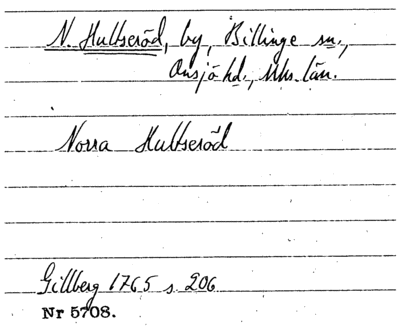 N. Hultseröd, by, Billinge sn.,
Onsjö hd., Mhs. län.
Norra Hultseröd
Gillberg 1765 s. 206
Nr 5708.